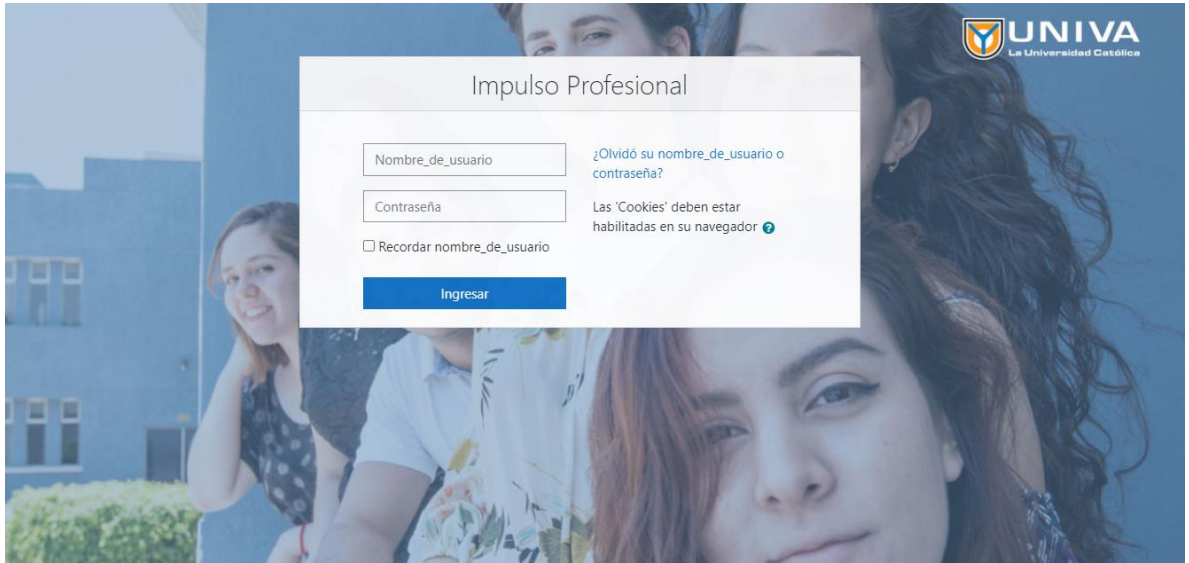 UNIVA
La Universidad Católica
Impulso Profesional
Nombre_de_usuario
Contraseña
Recordar nombre_de_usuario
Ingresar
¿Olvidó su nombre_de_usuario o
contraseña?
Las 'Cookies' deben estar
habilitadas en su navegador ?